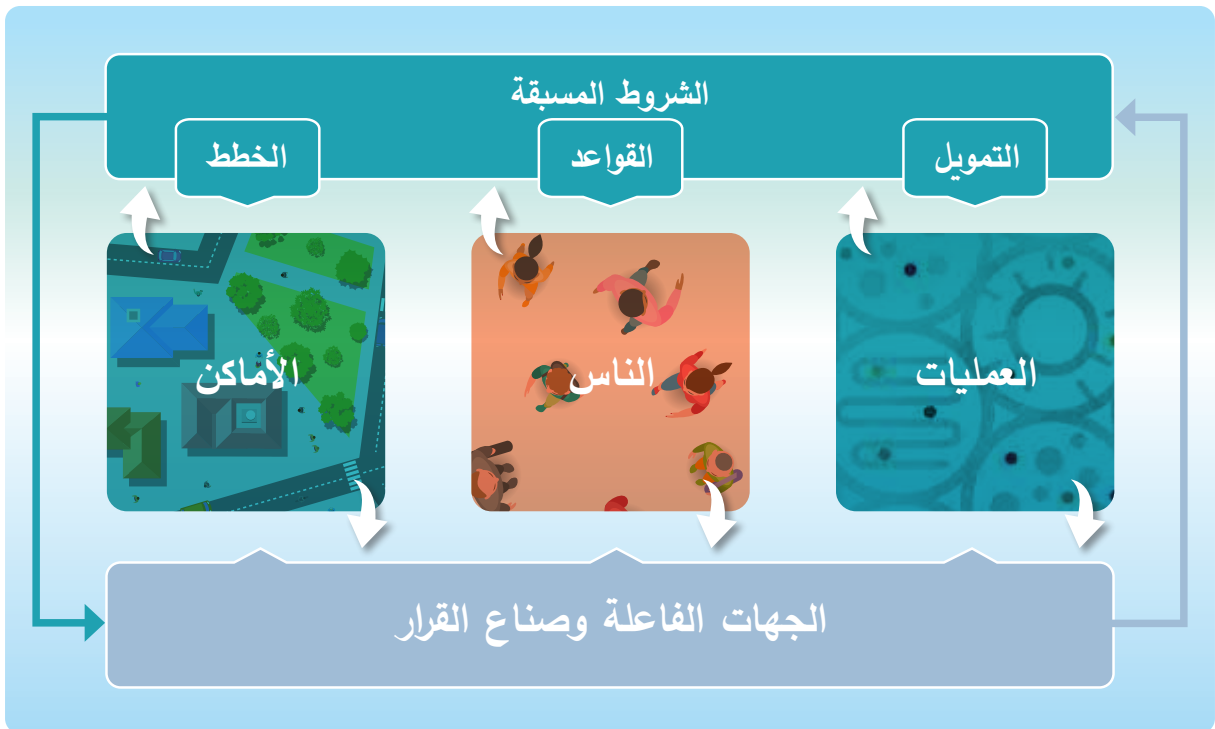 الشروط المسبقة
التمويل
القواعد
الخطط
العمليات
الناس
الأماكن
الجهات الفاعلة وصناع القرار